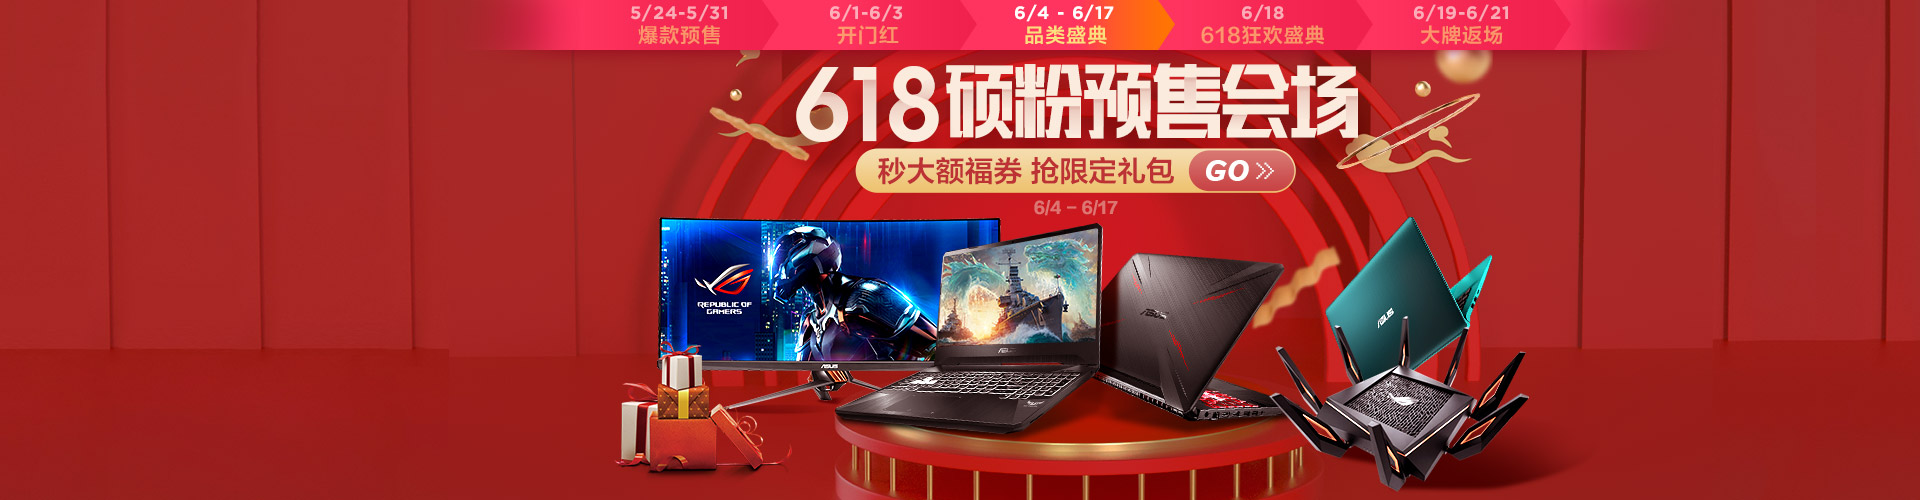 5/24-5/31
爆款预售
6/1-6/3
开门红
6/4 - 6/17
品类盛典
6/18
618狂欢盛典
6/19-6/21
大牌返场
618硕粉预售会场
秒大额福券 抢限定礼包 GO
6/4 - 6/17
REPUBLIC OF
GAMERS
ASUS
ASUS
ASUS